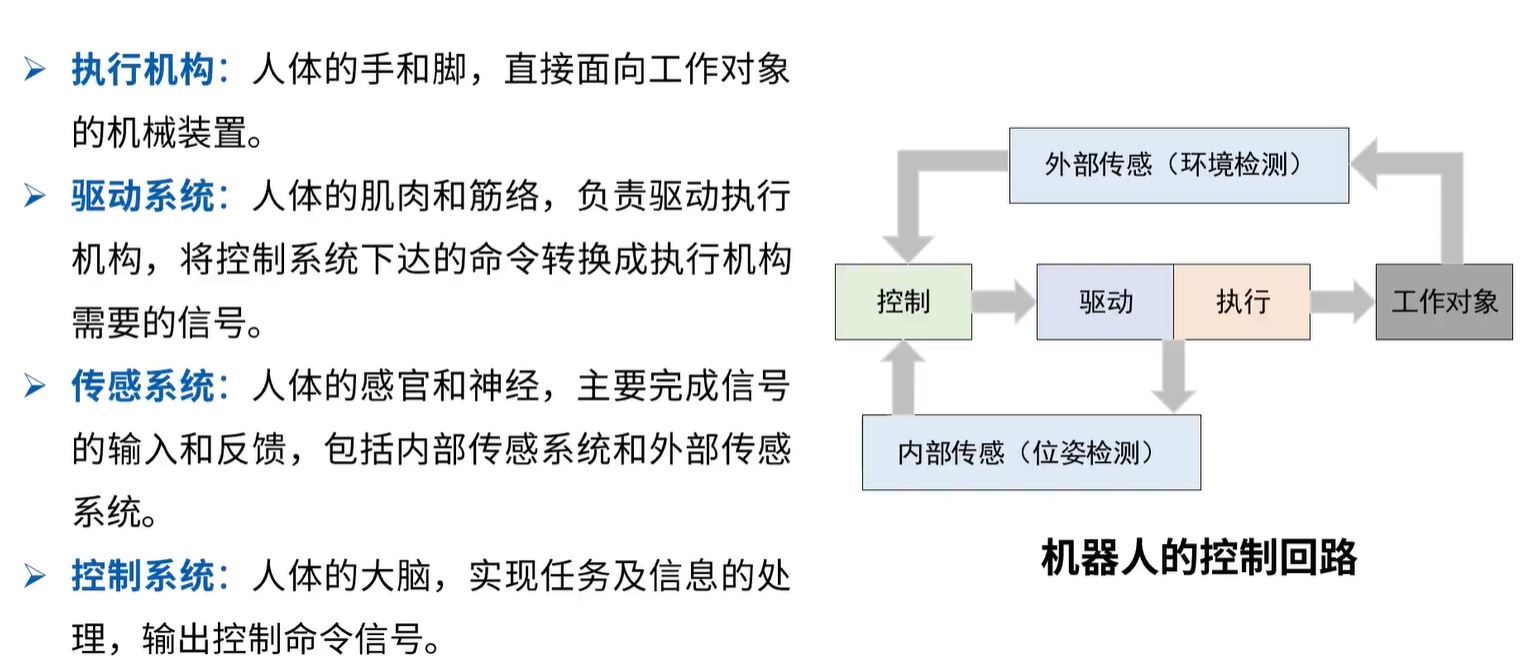 ➢ 执行机构：人体的手和脚，直接面向工作对象
的机械装置。
➢ 驱动系统：人体的肌肉和筋络，负责驱动执行
机构，将控制系统下达的命令转换成执行机构
需要的信号。
➢ 传感系统：人体的感官和神经，主要完成信号
的输入和反馈，包括内部传感系统和外部传感
系统。
➢ 控制系统：人体的大脑，实现任务及信息的处
理，输出控制命令信号。
外部传感（环境检测）
控制
驱动
执行
工作对象
内部传感（位姿检测）
机器人的控制回路